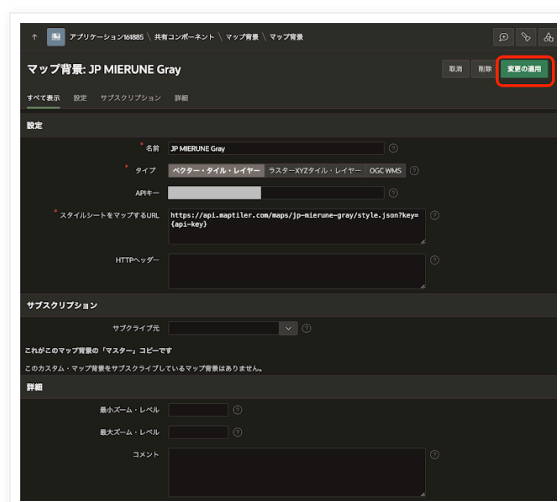 アプリケーション161885 \ 共有コンポーネント \ マップ背景 \ マップ背景
マップ背景: JP MIERUNE Gray
取消 削除 変更の適用
すべて表示 設定 サブスクリプション 詳細
設定
* 名前 JP MIERUNE Gray
* タイプ ベクター・タイル・レイヤー ラスターXYZタイル・レイヤー OGC WMS
APIキー
* スタイルシートをマップするURL https://api.maptiler.com/maps/jp-mierune-gray/style.json?key=
{api-key}
HTTPヘッダー
サブスクリプション
サブクライブ元
これがこのマップ背景の「マスター」コピーです
このカスタム・マップ背景をサブスクライブしているマップ背景はありません。
詳細
最小ズーム・レベル
最大ズーム・レベル
コメント